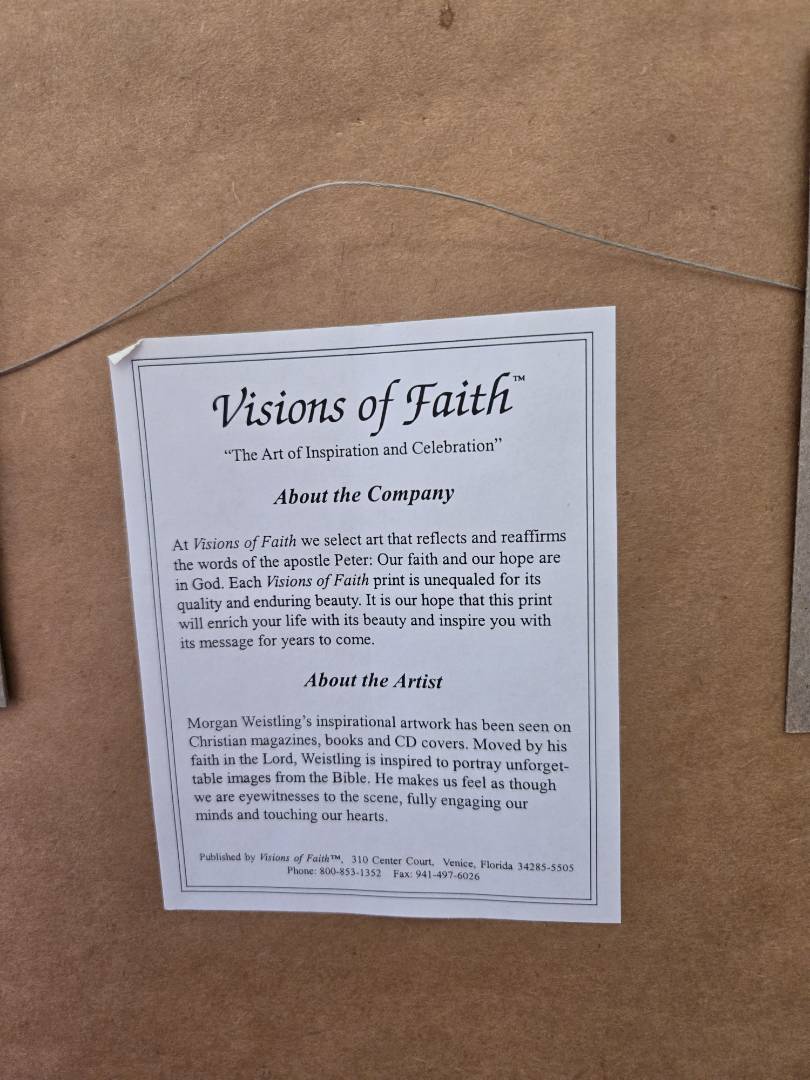 Visions of Faith™
“The Art of Inspiration and Celebration”
About the Company
At Visions of Faith we select art that reflects and reaffirms
the words of the apostle Peter: Our faith and our hope are
in God. Each Visions of Faith print is unequaled for its
quality and enduring beauty. It is our hope that this print
will enrich your life with its beauty and inspire you with
its message for years to come.
About the Artist
Morgan Weistling’s inspirational artwork has been seen on
Christian magazines, books and CD covers. Moved by his
faith in the Lord, Weistling is inspired to portray unforget-
table images from the Bible. He makes us feel as though
we are eyewitnesses to the scene, fully engaging our
minds and touching our hearts.
Published by Visions of Faith™, 310 Center Court, Venice, Florida 34285-5505
Phone: 800-853-1352 Fax: 941-497-6026